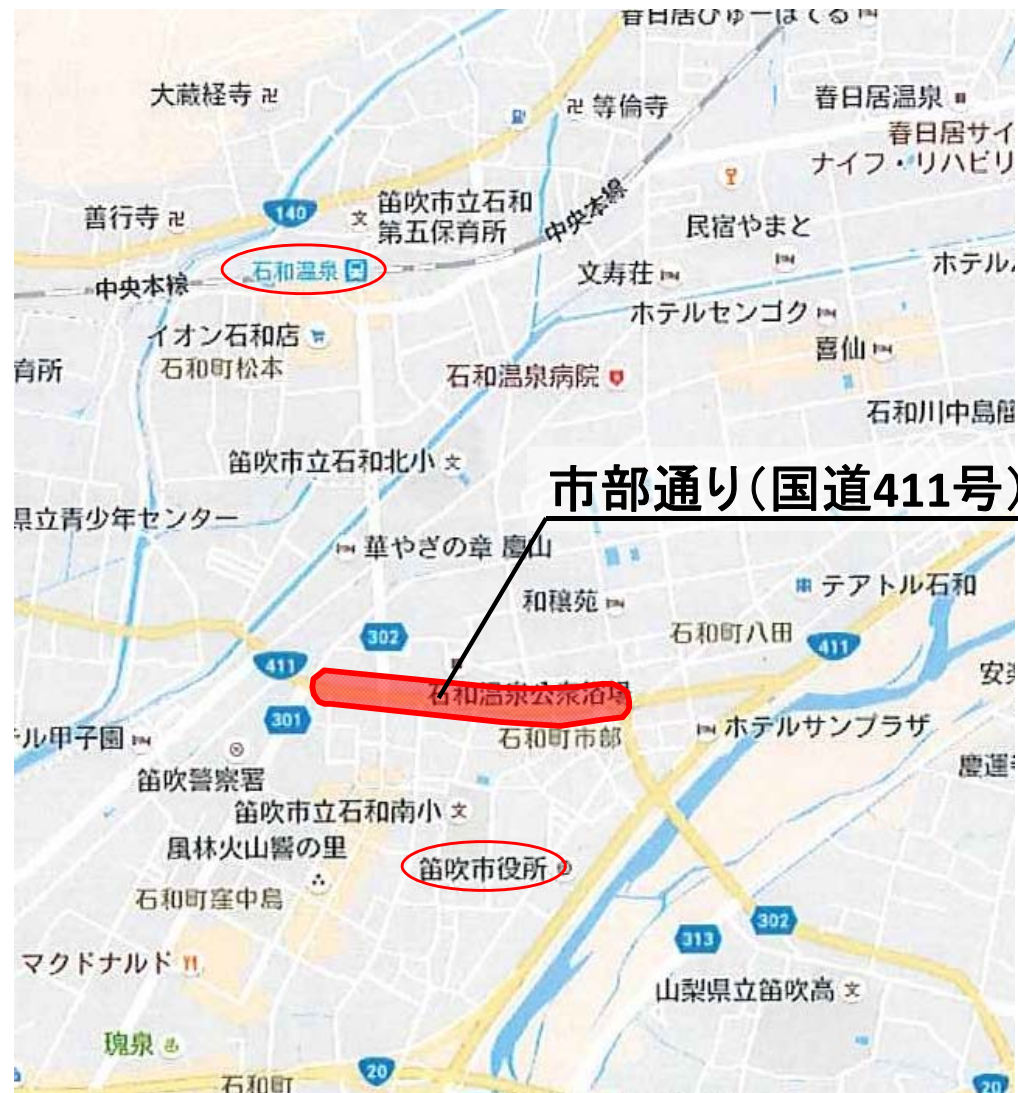 春日居びゅーほてる
大蔵経寺
等倫寺
春日居温泉
春日居サイ
ナイフ・リハビリ
善行寺
140
笛吹市立石和
第五保育所
中央本線
民宿やまと
石和温泉
中央本線
文寿荘
ホテル
ホテルセンゴク
イオン石和店
喜仙
育所
石和町松本
石和温泉病院
石和川中島
笛吹市立石和北小
市部通り(国道411号)
県立青少年センター
華やぎの章 慶山
テアトル石和
和穣苑
302
石和町八田
411
411
石和温泉公衆浴場
301
石和町市部
ホテルサンプラザ
ル甲子園
笛吹警察署
笛吹市立石和南小
風林火山響の里
笛吹市役所
石和町窪中島
302
313
マクドナルド
山梨県立笛吹高
瑰泉
20
石和町
20